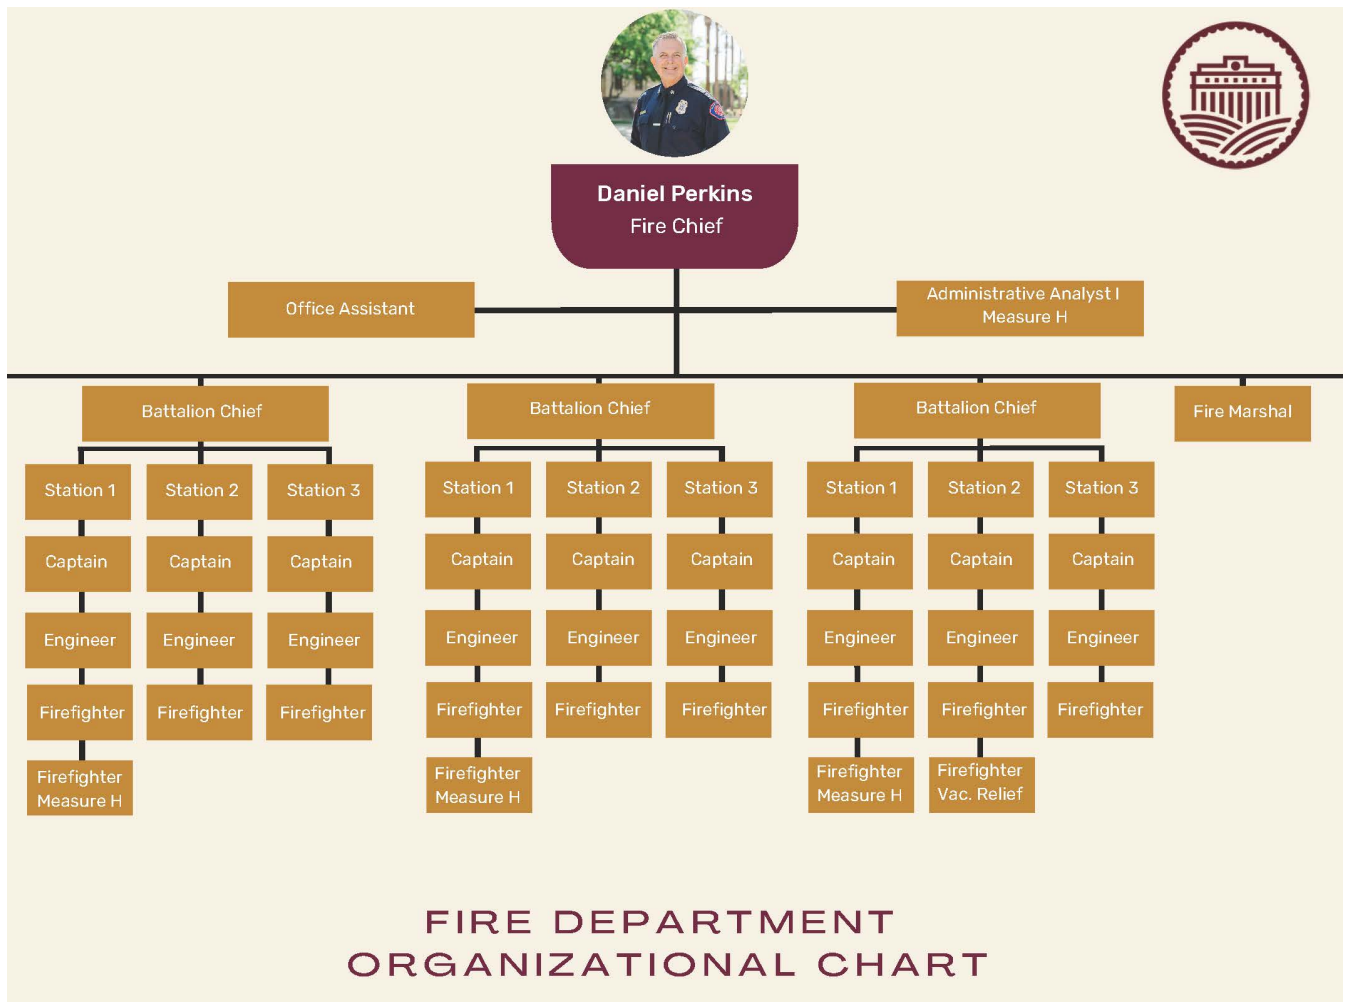 Daniel Perkins
Fire Chief
Office Assistant
Administrative Analyst I
Measure H
Battalion Chief
Battalion Chief
Battalion Chief
Fire Marshal
Station 1
Station 2
Station 3
Station 1
Station 2
Station 3
Station 1
Station 2
Station 3
Captain
Captain
Captain
Captain
Captain
Captain
Captain
Captain
Captain
Engineer
Engineer
Engineer
Engineer
Engineer
Engineer
Engineer
Engineer
Engineer
Firefighter
Firefighter
Firefighter
Firefighter
Firefighter
Firefighter
Firefighter
Firefighter
Firefighter
Firefighter
Measure H
Firefighter
Measure H
Firefighter
Measure H
Firefighter
Vac. Relief
FIRE DEPARTMENT
ORGANIZATIONAL CHART